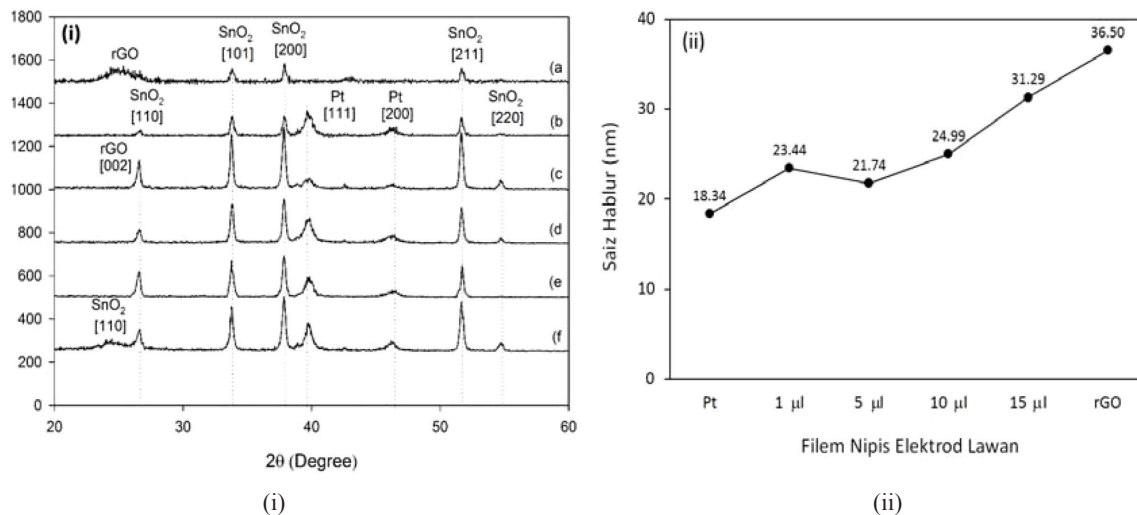 (i)
1800
1600
1400
1200
1000
800
600
400
200
0
rGO
SnO₂
[101]
SnO₂
[200]
SnO₂
[211]
(a
SnO₂
[110]
Pt
[111]
Pt
[200]
SnO₂
[220]
(b
rGO
[002]
(c
(d
(e
SnO₂
[110]
(f
20 30 40 50 60
2θ (Degree)
(i)
(ii)
40
30
20
10
0
Saiz Hablur (nm)
18.34
23.44
21.74
24.99
31.29
36.50
Pt 1 µl 5 µl 10 µl 15 µl rGO
Filem Nipis Elektrod Lawan
(ii)